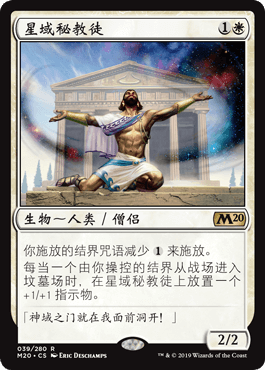 星域秘教徒 1
生物～人类 / 僧侣 M20
你施放的结界咒语减少 1 来施放。
每当一个由你操控的结界从战场进入
坟墓场时，在星域秘教徒上放置一个
+1/+1 指示物。
「神域之门就在我面前洞开！」
2/2
039/280 R
M20 • CS ERIC DESCHAMPS
™ & © 2019 Wizards of the Coast